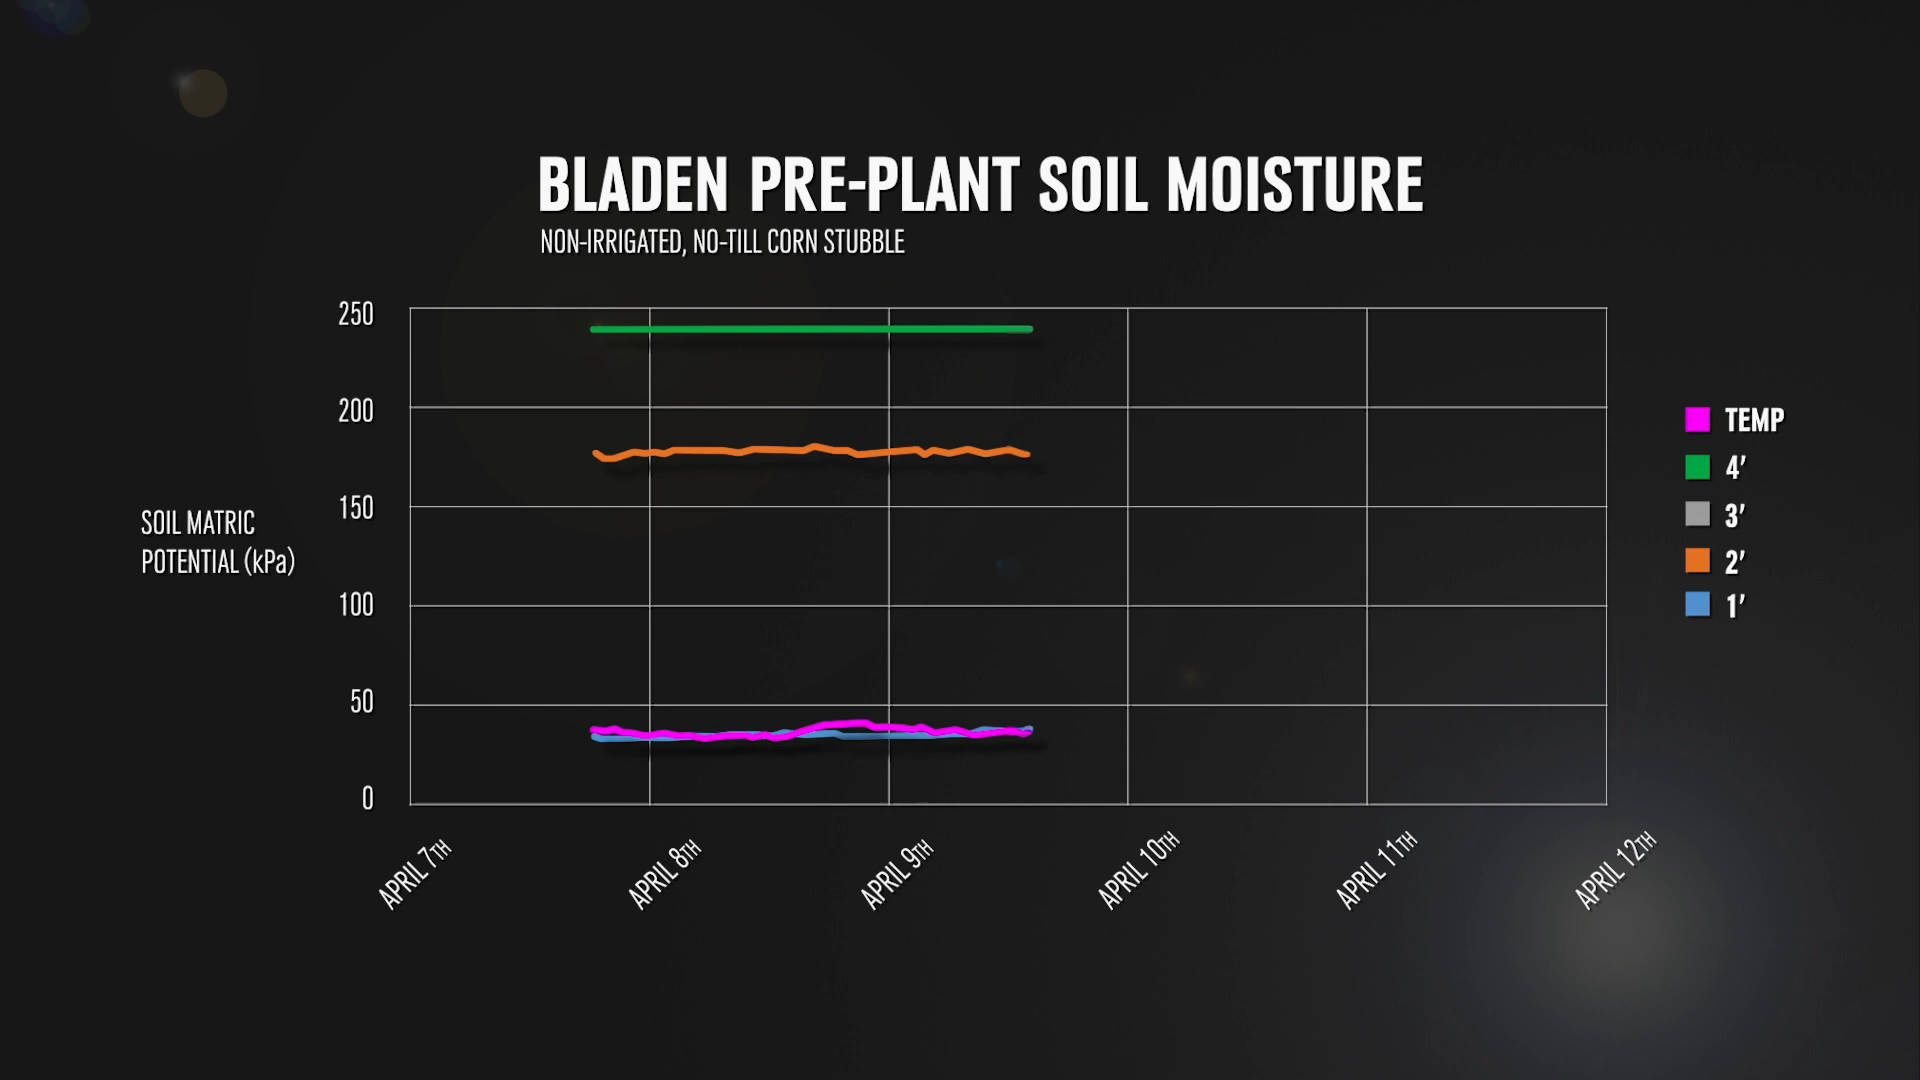 BLADEN PRE-PLANT SOIL MOISTURE
NON-IRRIGATED, NO-TILL CORN STUBBLE
250
200
150
100
50
0
SOIL MATRIC
POTENTIAL (kPa)
APRIL 7TH
APRIL 8TH
APRIL 9TH
APRIL 10TH
APRIL 11TH
APRIL 12TH
TEMP
4'
3'
2'
1'